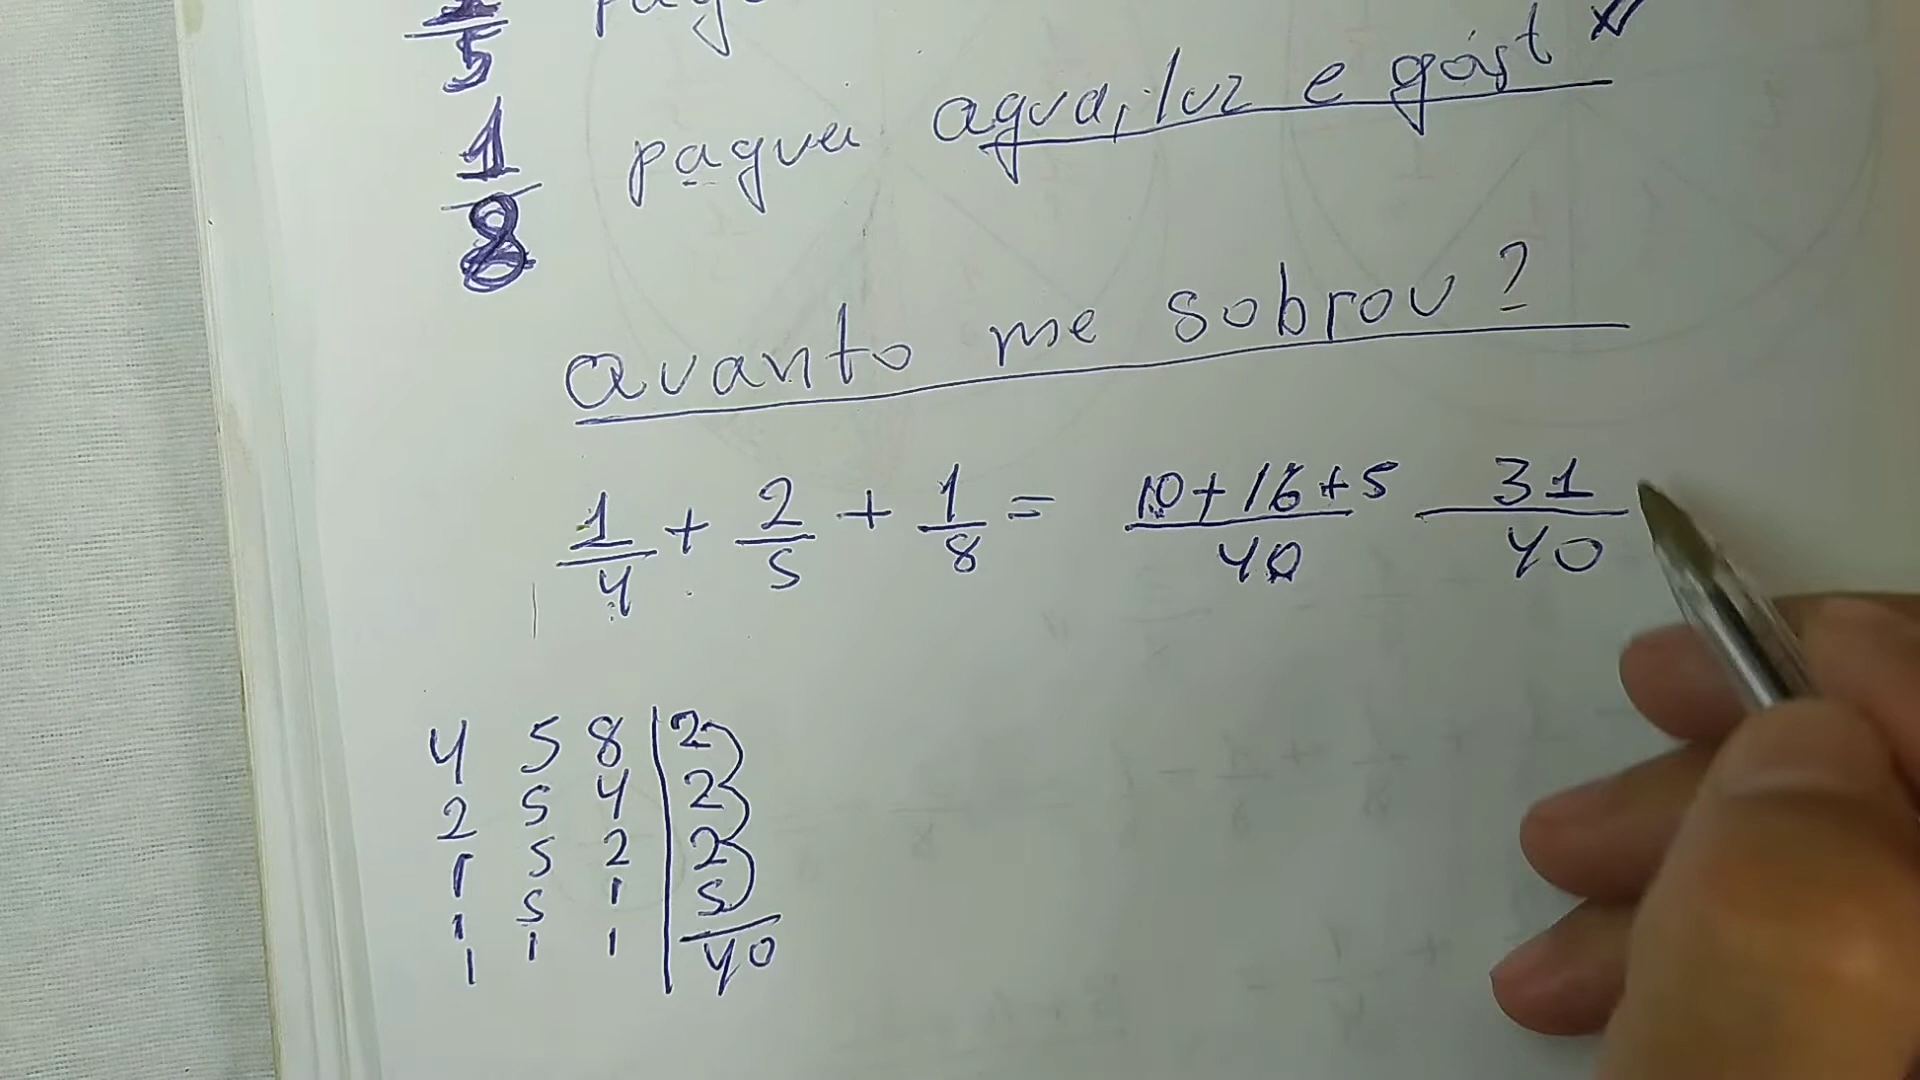 5
1/8 paguei agua, luz e gást
Quanto me sobrou?
1/4 + 2/5 + 1/8 = 10+16+5/40 31/40
4 5 8 | 2
2 5 4 | 2
1 5 2 | 2
1 5 1 | 5
1 1 1 | 40